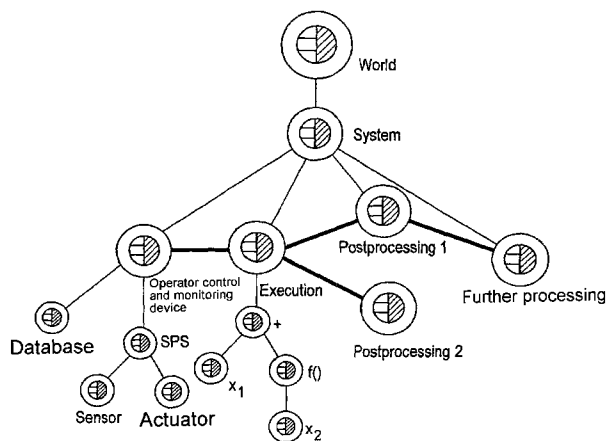 World
System
Postprocessing 1
Further processing
Operator control
and monitoring
device
Execution
Postprocessing 2
Database
SPS
+
Sensor
Actuator
x1
f()
x2